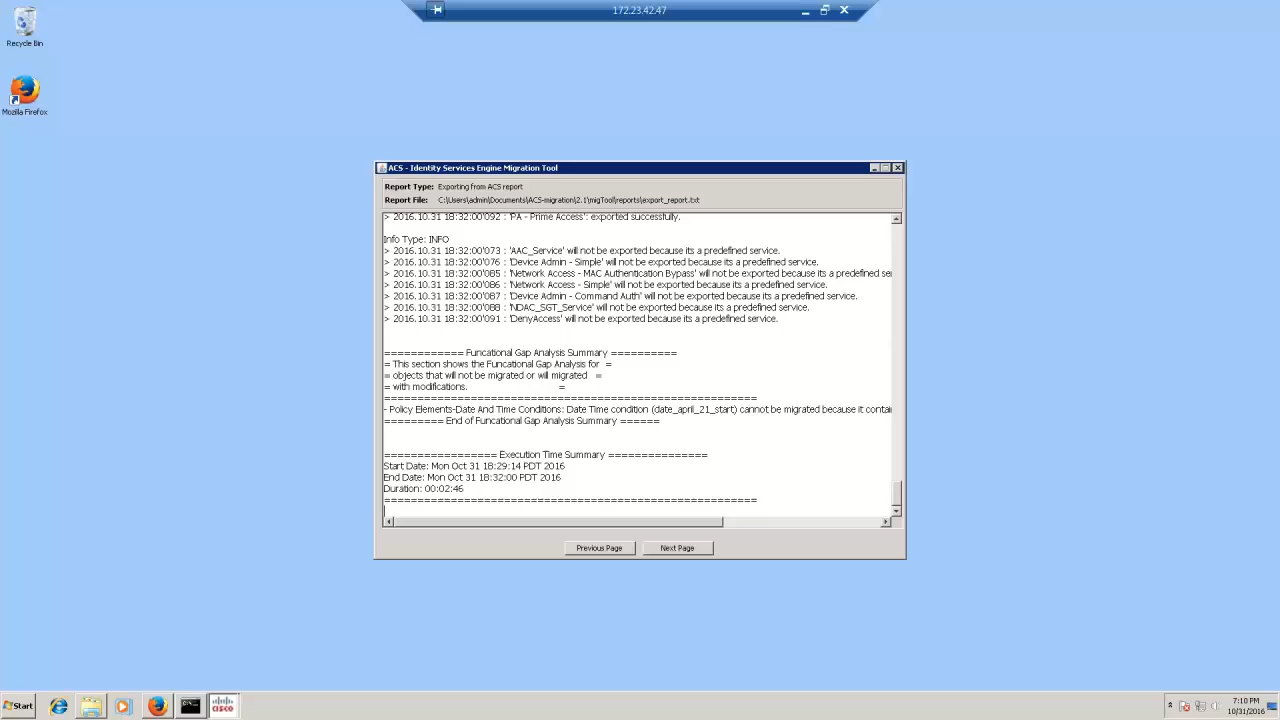 172.23.42.47
Recycle Bin
Mozilla Firefox
ACS - Identity Services Engine Migration Tool
Report Type: Exporting from ACS report
Report File: C:\Users\admin\Documents\ACS-migration\2.1\migTool\reports\export_report.txt
> 2016.10.31 18:32:00'092 : 'PA - Prime Access': exported successfully.
Info Type: INFO
> 2016.10.31 18:32:00'073 : 'AAC_Service' will not be exported because its a predefined service.
> 2016.10.31 18:32:00'076 : 'Device Admin - Simple' will not be exported because its a predefined service.
> 2016.10.31 18:32:00'085 : 'Network Access - MAC Authentication Bypass' will not be exported because its a predefined se
> 2016.10.31 18:32:00'086 : 'Network Access - Simple' will not be exported because its a predefined service.
> 2016.10.31 18:32:00'087 : 'Device Admin - Command Auth' will not be exported because its a predefined service.
> 2016.10.31 18:32:00'088 : 'NDAC_SGT_Service' will not be exported because its a predefined service.
> 2016.10.31 18:32:00'091 : 'DenyAccess' will not be exported because its a predefined service.
============ Funcational Gap Analysis Summary ==========
= This section shows the Funcational Gap Analysis for =
= objects that will not be migrated or will migrated =
= with modifications. =
=========================================================
- Policy Elements-Date And Time Conditions: Date Time condition (date_april_21_start) cannot be migrated because it contai
========= End of Funcational Gap Analysis Summary ======
================= Execution Time Summary ===============
Start Date: Mon Oct 31 18:29:14 PDT 2016
End Date: Mon Oct 31 18:32:00 PDT 2016
Duration: 00:02:46
=========================================================
Previous Page
Next Page
Start
C:\.
cisco
7:10 PM
10/31/2016